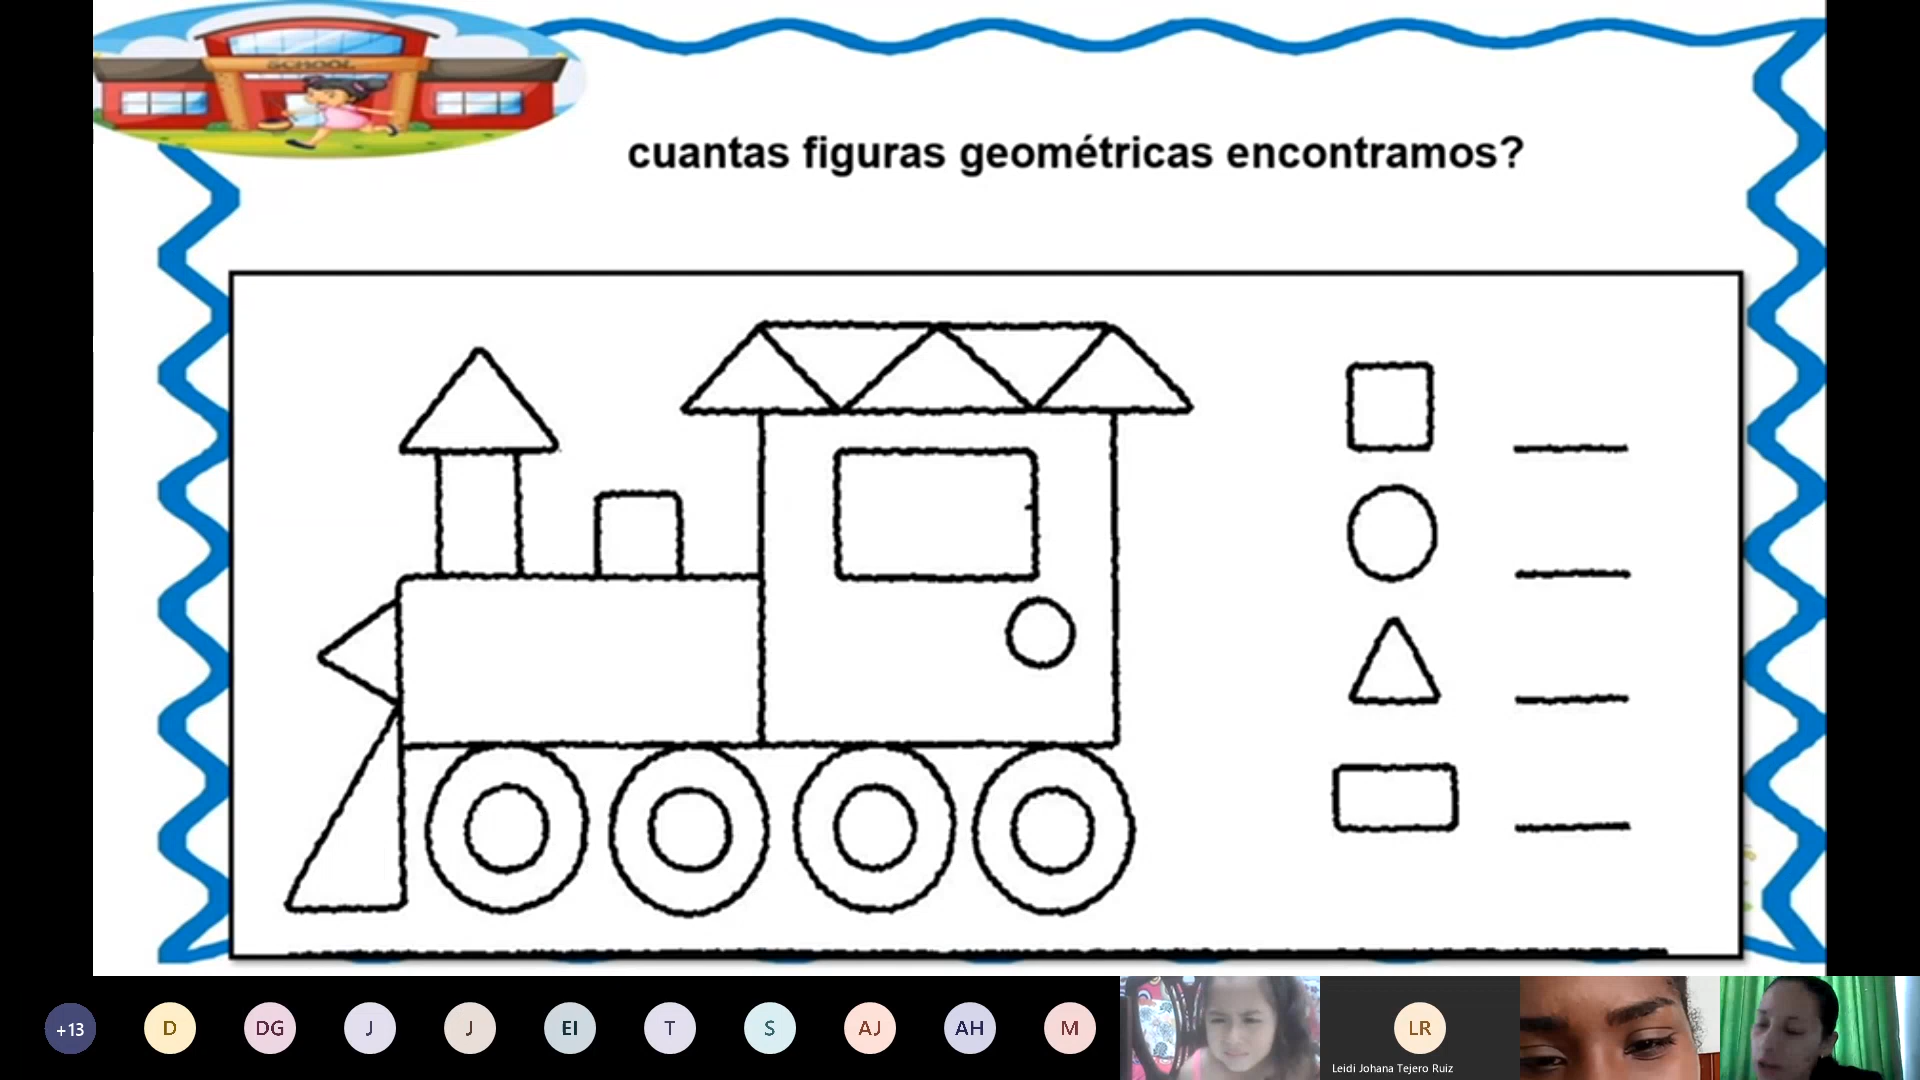 SCHOOL
cuantas figuras geométricas encontramos?
+13
D
DG
J
J
EI
T
S
AJ
AH
M
LR
Leidi Johana Tejero Ruiz